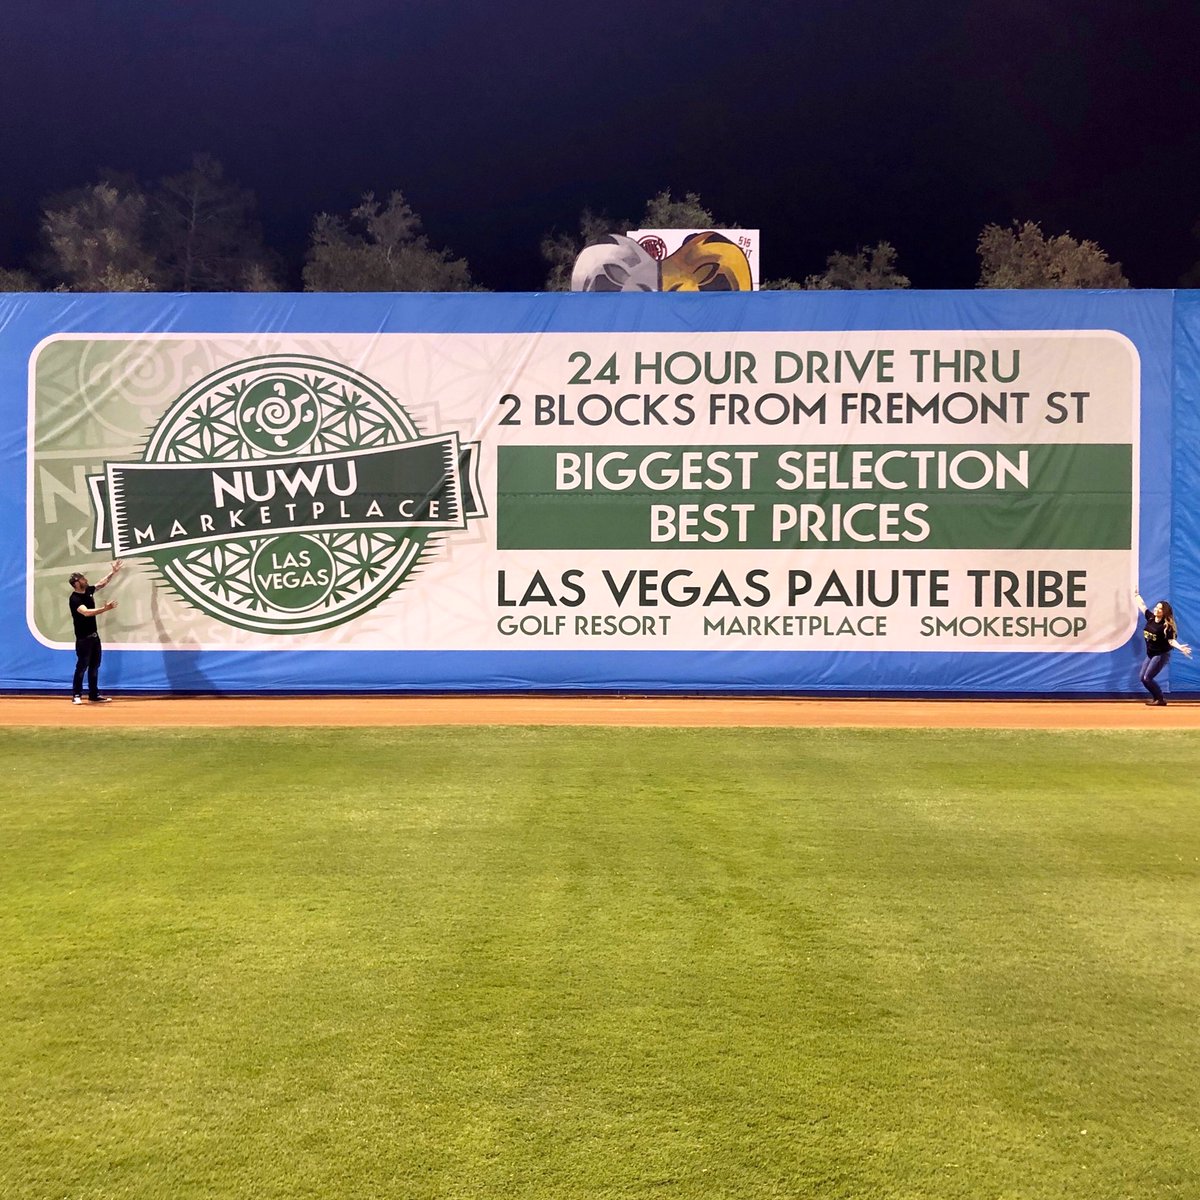 NUWU
MARKETPLACE
LAS
VEGAS
24 HOUR DRIVE THRU
2 BLOCKS FROM FREMONT ST
BIGGEST SELECTION
BEST PRICES
LAS VEGAS PAIUTE TRIBE
GOLF RESORT MARKETPLACE SMOKESHOP